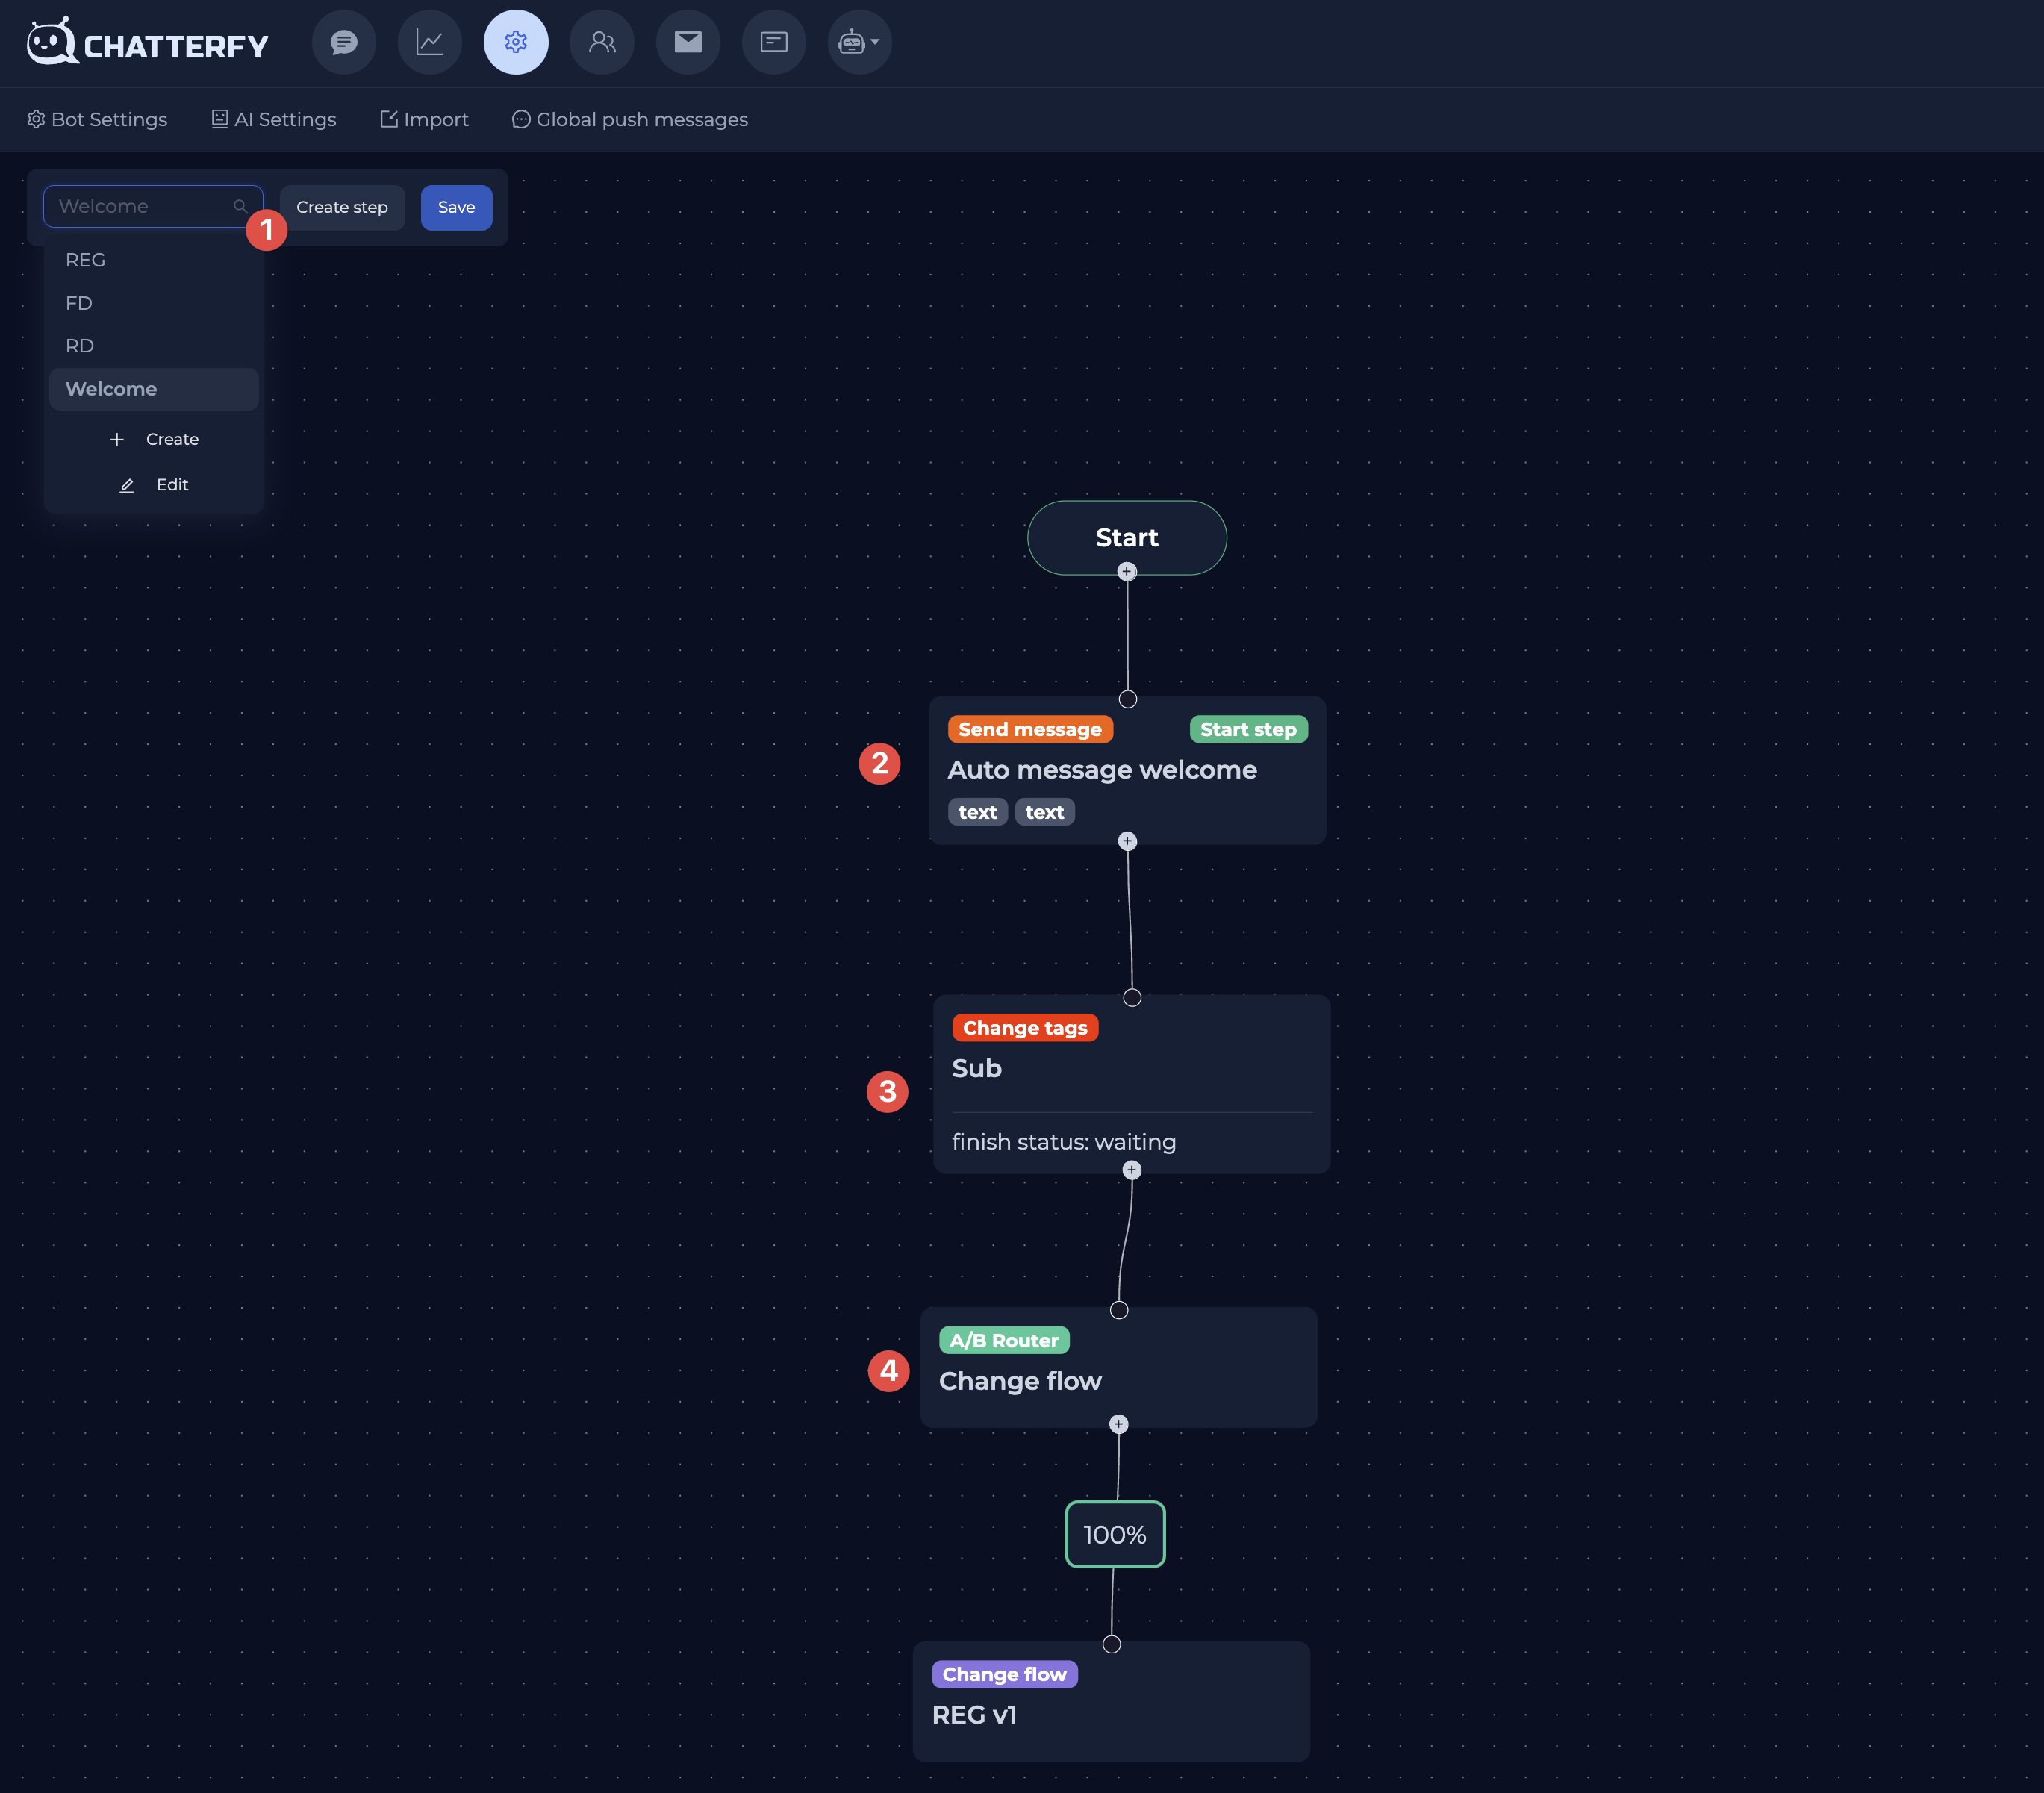 CHATTERFY
Bot Settings
AI Settings
Import
Global push messages
Welcome
1
Create step
Save
REG
FD
RD
Welcome
+ Create
Edit
Start
+
Send message
Start step
2
Auto message welcome
text text
+
Change tags
Sub
3
finish status: waiting
+
A/B Router
4
Change flow
+
100%
Change flow
REG v1